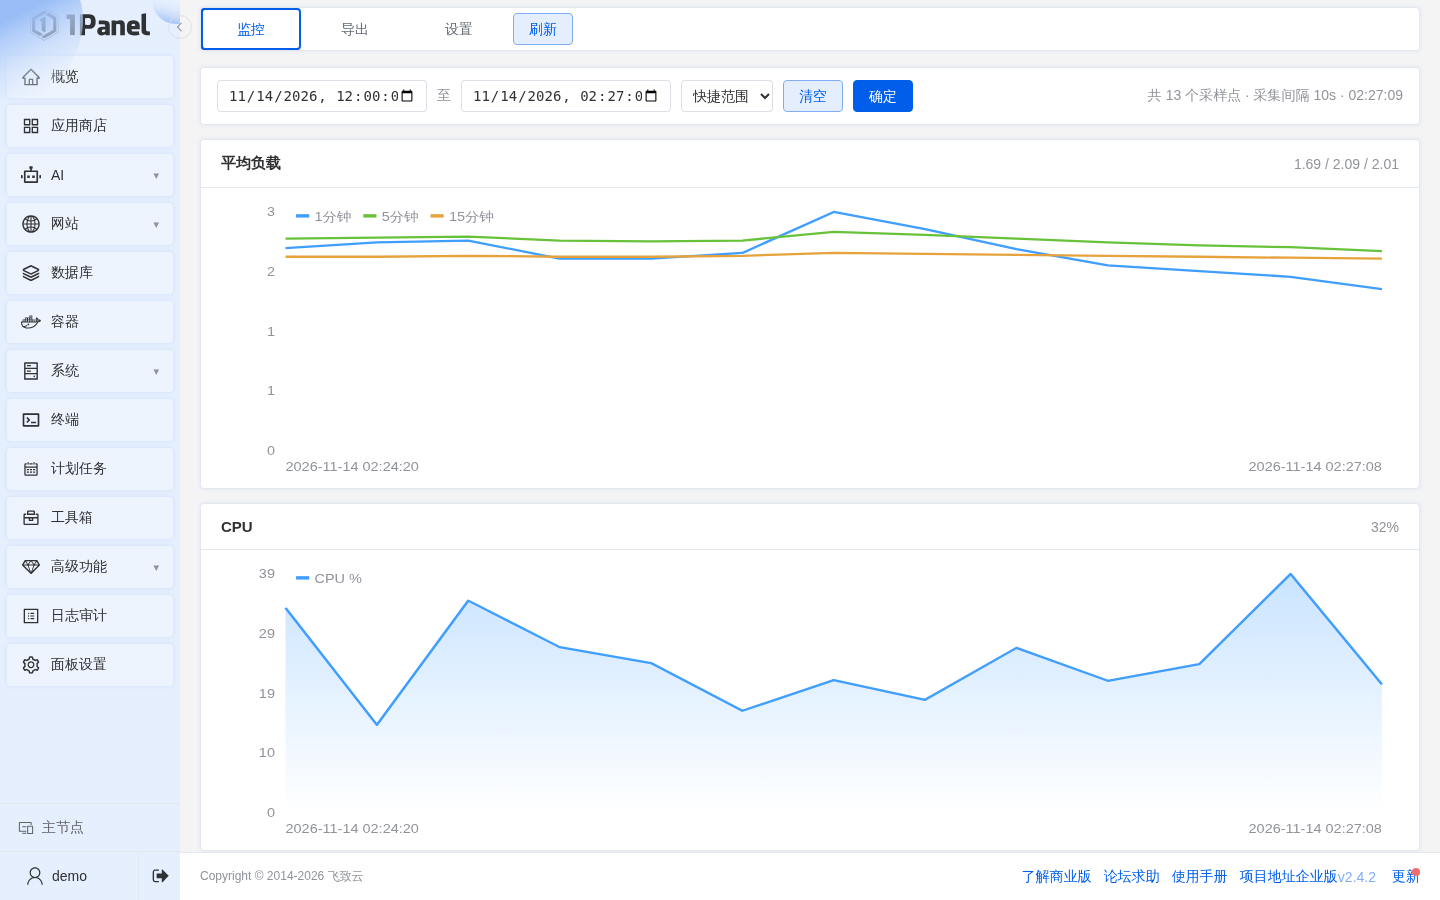 1Panel
概览
应用商店
AI
网站
数据库
容器
系统
终端
计划任务
工具箱
高级功能
日志审计
面板设置
主节点
demo
监控 导出 设置 刷新
11/14/2026, 12:00:0 至 11/14/2026, 02:27:0 快捷范围 清空 确定 共 13 个采样点 · 采集间隔 10s · 02:27:09
平均负载 1.69 / 2.09 / 2.01
1分钟 5分钟 15分钟
3
2
1
1
0
2026-11-14 02:24:20 2026-11-14 02:27:08
CPU 32%
CPU %
39
29
19
10
0
2026-11-14 02:24:20 2026-11-14 02:27:08
Copyright © 2014-2026 飞致云 了解商业版 论坛求助 使用手册 项目地址企业版v2.4.2 更新